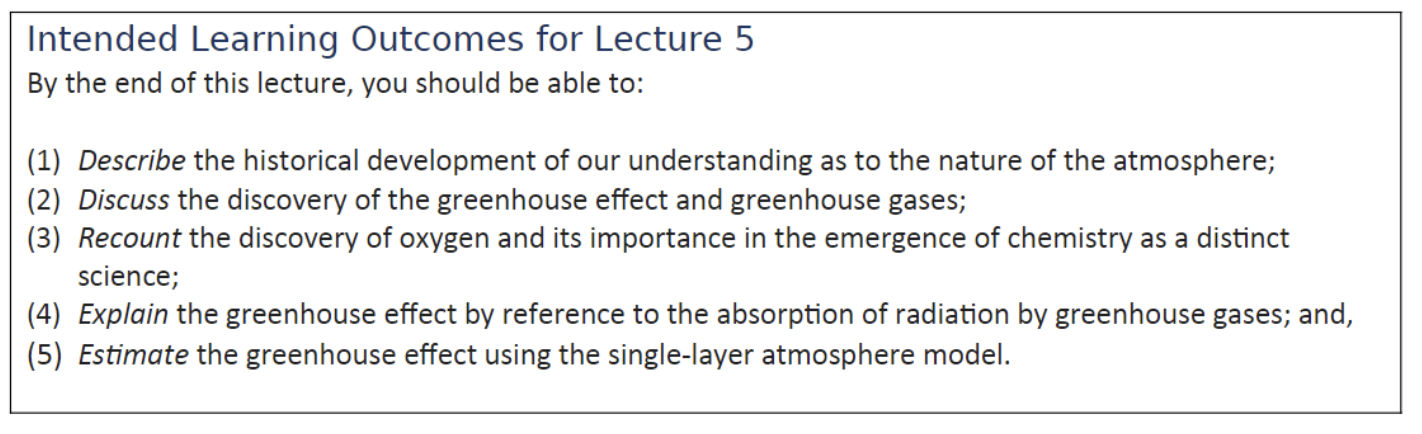 Intended Learning Outcomes for Lecture 5
By the end of this lecture, you should be able to:
(1) Describe the historical development of our understanding as to the nature of the atmosphere;
(2) Discuss the discovery of the greenhouse effect and greenhouse gases;
(3) Recount the discovery of oxygen and its importance in the emergence of chemistry as a distinct
science;
(4) Explain the greenhouse effect by reference to the absorption of radiation by greenhouse gases; and,
(5) Estimate the greenhouse effect using the single-layer atmosphere model.